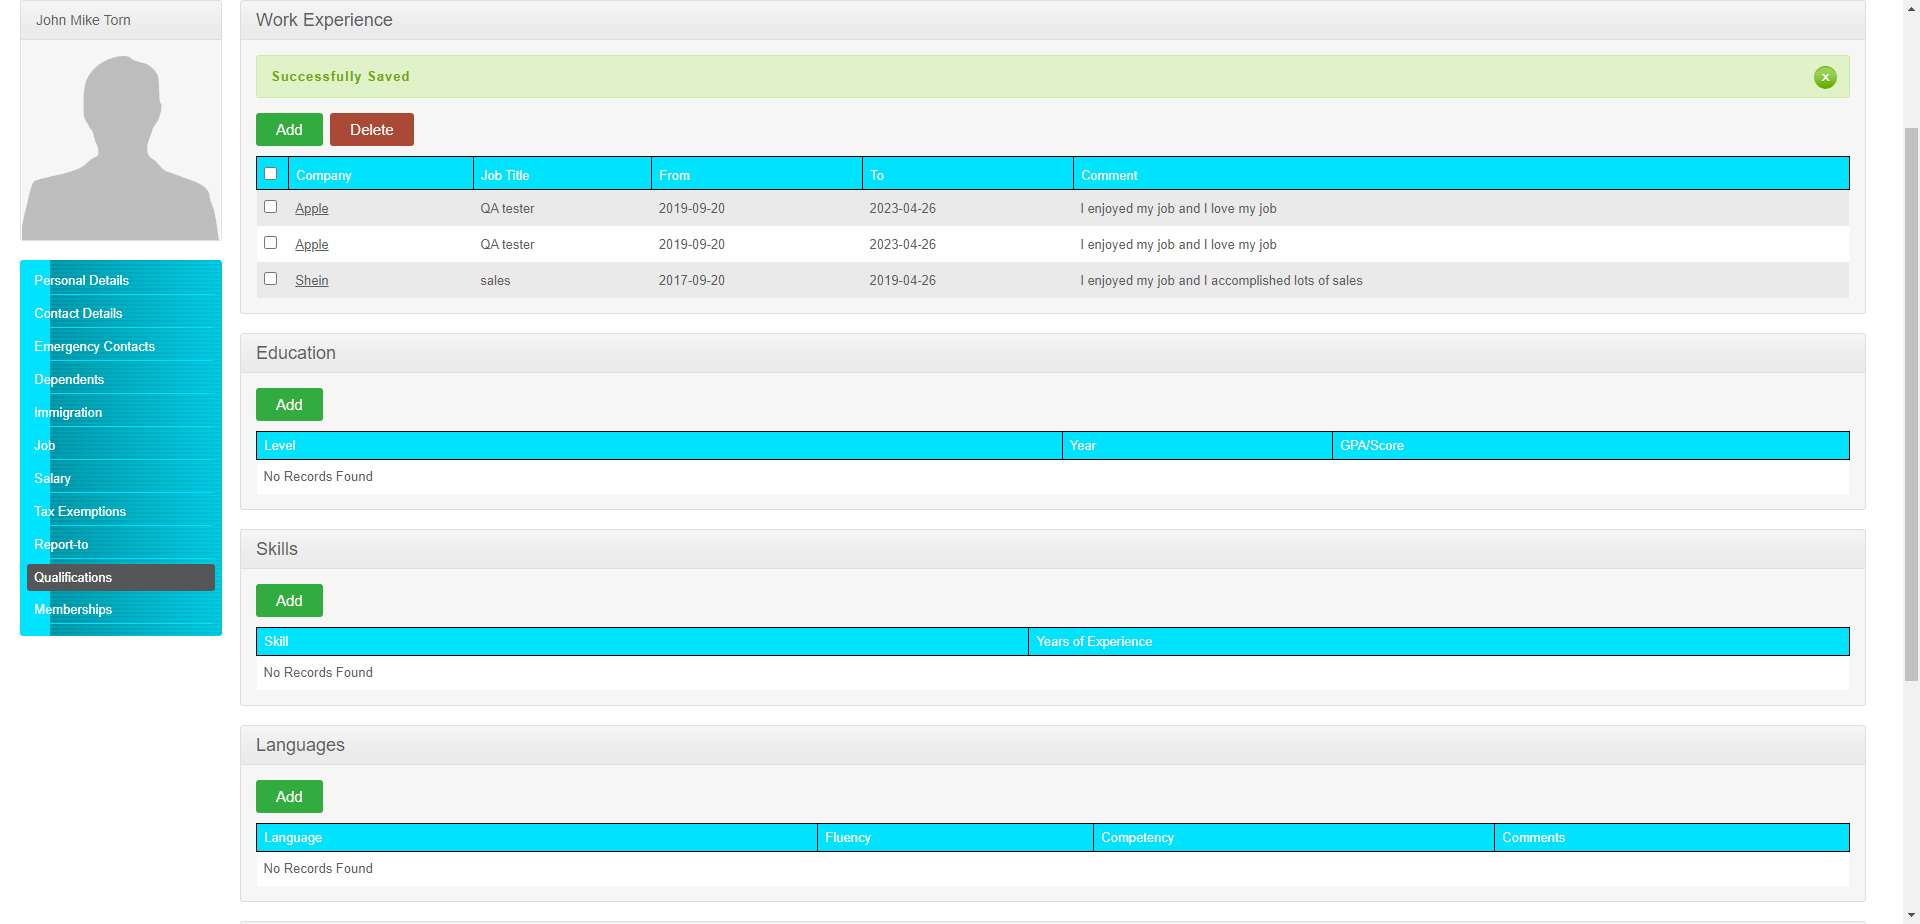 John Mike Torn
Personal Details
Contact Details
Emergency Contacts
Dependents
Immigration
Job
Salary
Tax Exemptions
Report-to
Qualifications
Memberships
Work Experience
Successfully Saved x
Add Delete
Company Job Title From To Comment
Apple QA tester 2019-09-20 2023-04-26 I enjoyed my job and I love my job
Apple QA tester 2019-09-20 2023-04-26 I enjoyed my job and I love my job
Shein sales 2017-09-20 2019-04-26 I enjoyed my job and I accomplished lots of sales
Education
Add
Level Year GPA/Score
No Records Found
Skills
Add
Skill Years of Experience
No Records Found
Languages
Add
Language Fluency Competency Comments
No Records Found